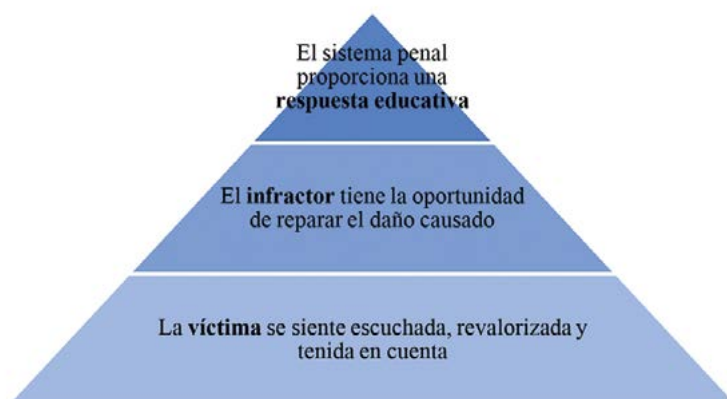 El sistema penal
proporciona una
respuesta educativa
El infractor tiene la oportunidad
de reparar el daño causado
La víctima se siente escuchada, revalorizada y
tenida en cuenta